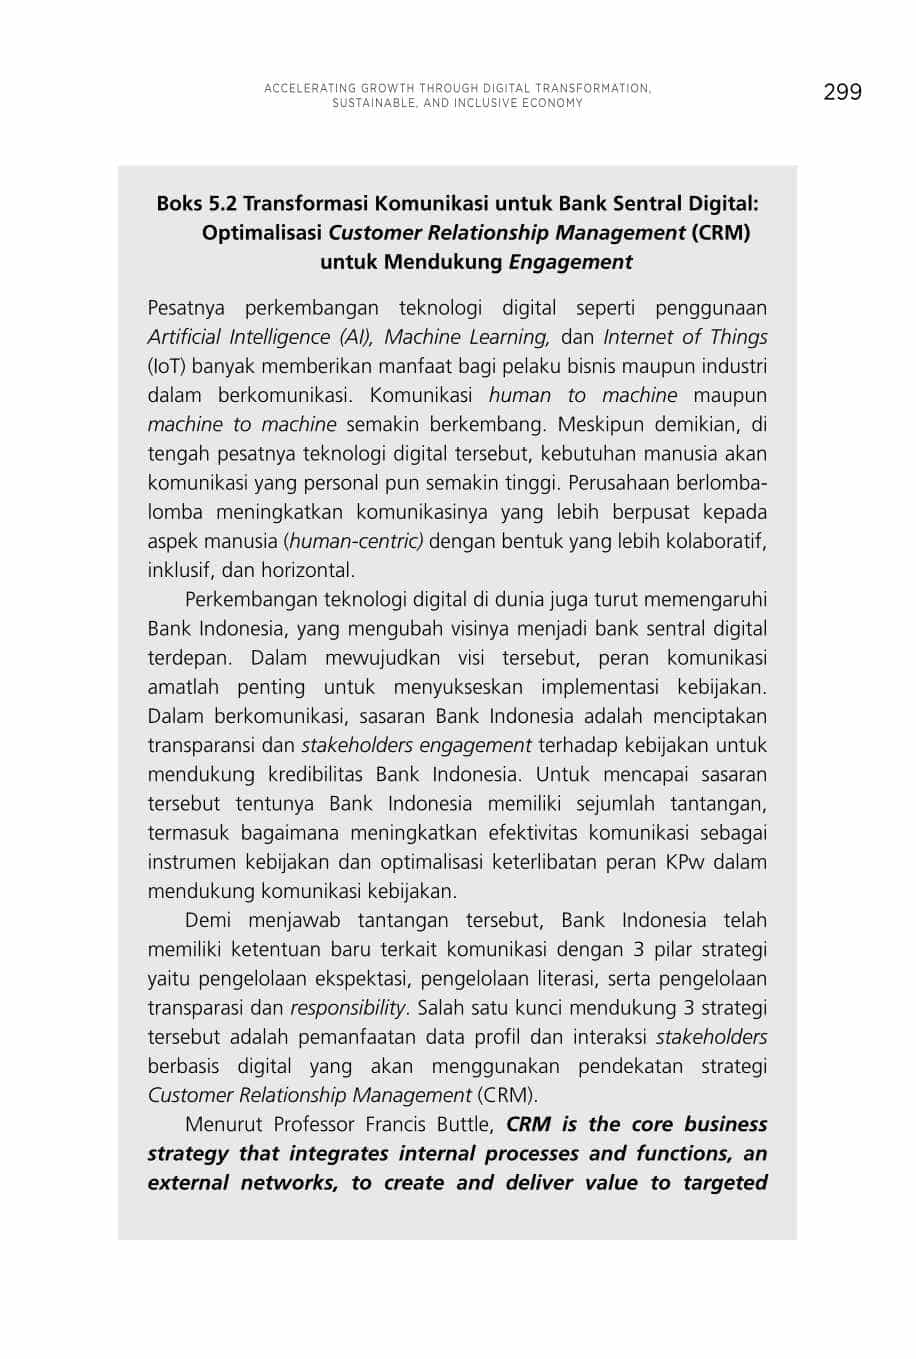 ACCELERATING GROWTH THROUGH DIGITAL TRANSFORMATION,
SUSTAINABLE, AND INCLUSIVE ECONOMY
299
Boks 5.2 Transformasi Komunikasi untuk Bank Sentral Digital:
Optimalisasi Customer Relationship Management (CRM)
untuk Mendukung Engagement
Pesatnya perkembangan teknologi digital seperti penggunaan
Artificial Intelligence (AI), Machine Learning, dan Internet of Things
(IoT) banyak memberikan manfaat bagi pelaku bisnis maupun industri
dalam berkomunikasi. Komunikasi human to machine maupun
machine to machine semakin berkembang. Meskipun demikian, di
tengah pesatnya teknologi digital tersebut, kebutuhan manusia akan
komunikasi yang personal pun semakin tinggi. Perusahaan berlomba-
lomba meningkatkan komunikasinya yang lebih berpusat kepada
aspek manusia (human-centric) dengan bentuk yang lebih kolaboratif,
inklusif, dan horizontal.
Perkembangan teknologi digital di dunia juga turut memengaruhi
Bank Indonesia, yang mengubah visinya menjadi bank sentral digital
terdepan. Dalam mewujudkan visi tersebut, peran komunikasi
amatlah penting untuk menyukseskan implementasi kebijakan.
Dalam berkomunikasi, sasaran Bank Indonesia adalah menciptakan
transparansi dan stakeholders engagement terhadap kebijakan untuk
mendukung kredibilitas Bank Indonesia. Untuk mencapai sasaran
tersebut tentunya Bank Indonesia memiliki sejumlah tantangan,
termasuk bagaimana meningkatkan efektivitas komunikasi sebagai
instrumen kebijakan dan optimalisasi keterlibatan peran KPw dalam
mendukung komunikasi kebijakan.
Demi menjawab tantangan tersebut, Bank Indonesia telah
memiliki ketentuan baru terkait komunikasi dengan 3 pilar strategi
yaitu pengelolaan ekspektasi, pengelolaan literasi, serta pengelolaan
transparasi dan responsibility. Salah satu kunci mendukung 3 strategi
tersebut adalah pemanfaatan data profil dan interaksi stakeholders
berbasis digital yang akan menggunakan pendekatan strategi
Customer Relationship Management (CRM).
Menurut Professor Francis Buttle, CRM is the core business
strategy that integrates internal processes and functions, an
external networks, to create and deliver value to targeted